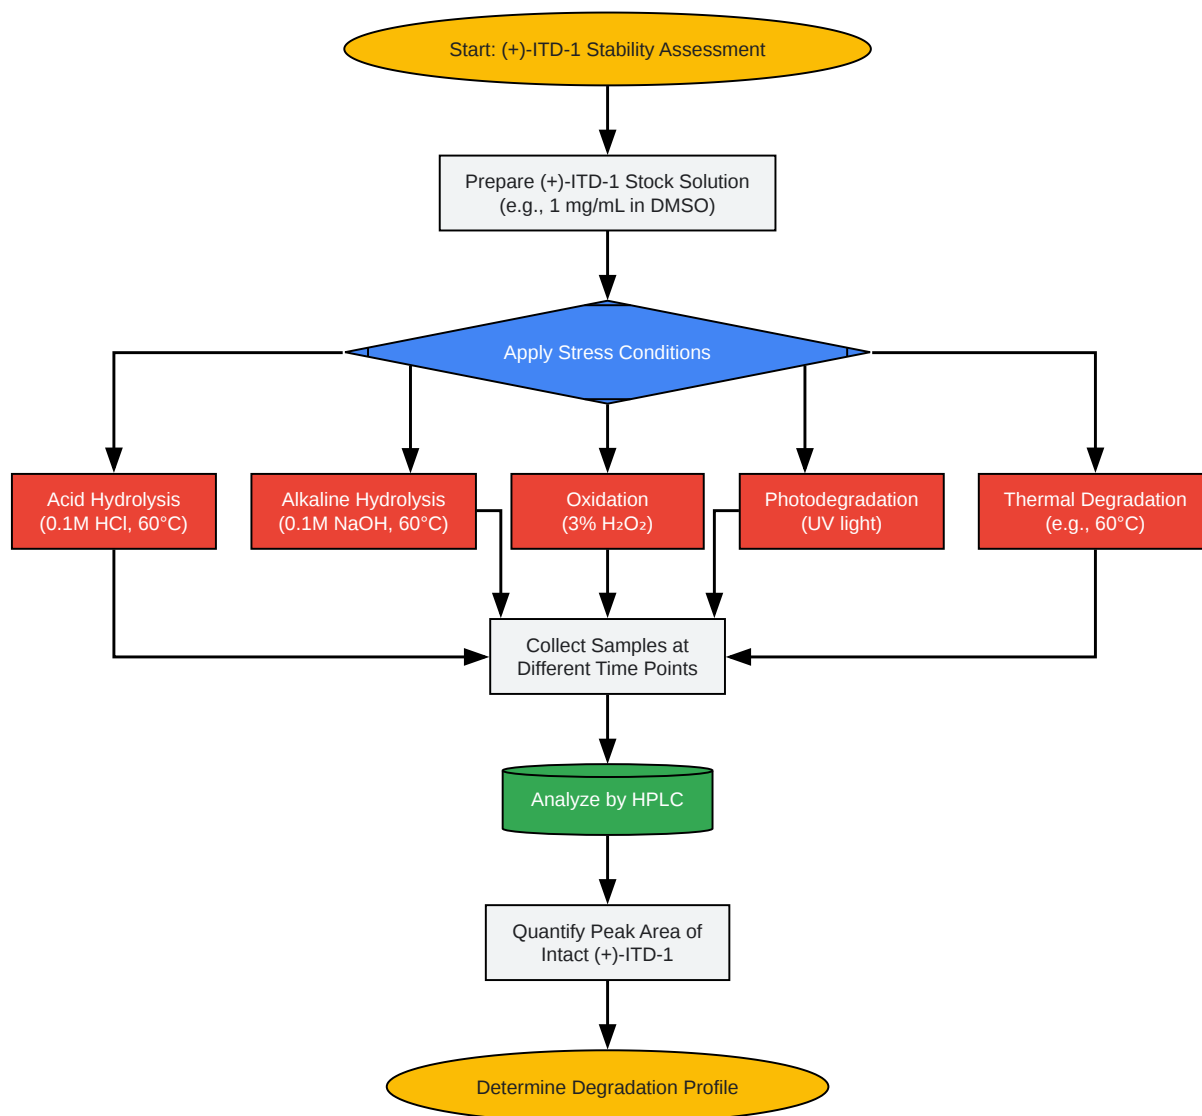 Start: (+)-ITD-1 Stability Assessment
Prepare (+)-ITD-1 Stock Solution
(e.g., 1 mg/mL in DMSO)
Apply Stress Conditions
Acid Hydrolysis
(0.1M HCl, 60°C)
Alkaline Hydrolysis
(0.1M NaOH, 60°C)
Oxidation
(3% H₂O₂)
Photodegradation
(UV light)
Thermal Degradation
(e.g., 60°C)
Collect Samples at
Different Time Points
Analyze by HPLC
Quantify Peak Area of
Intact (+)-ITD-1
Determine Degradation Profile